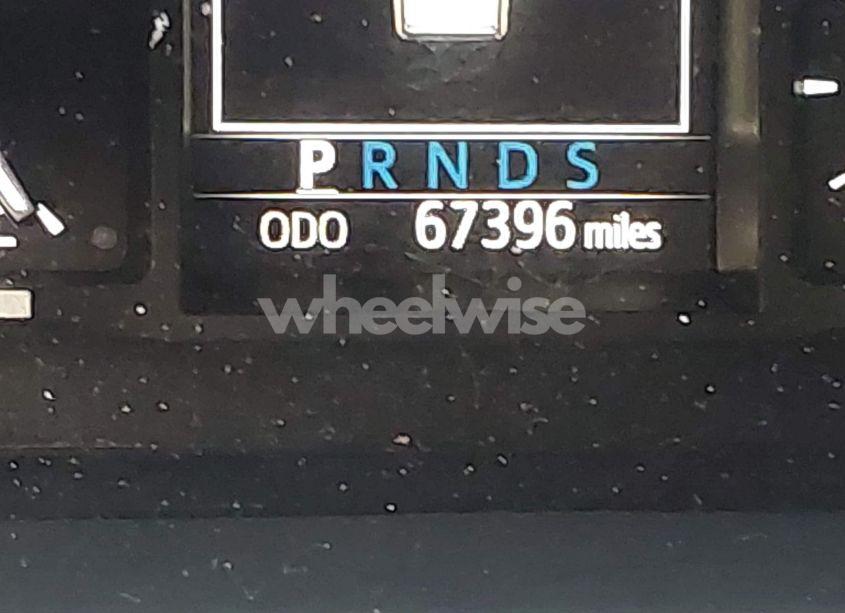 P R N D S
ODO 67396 miles
wheelwise